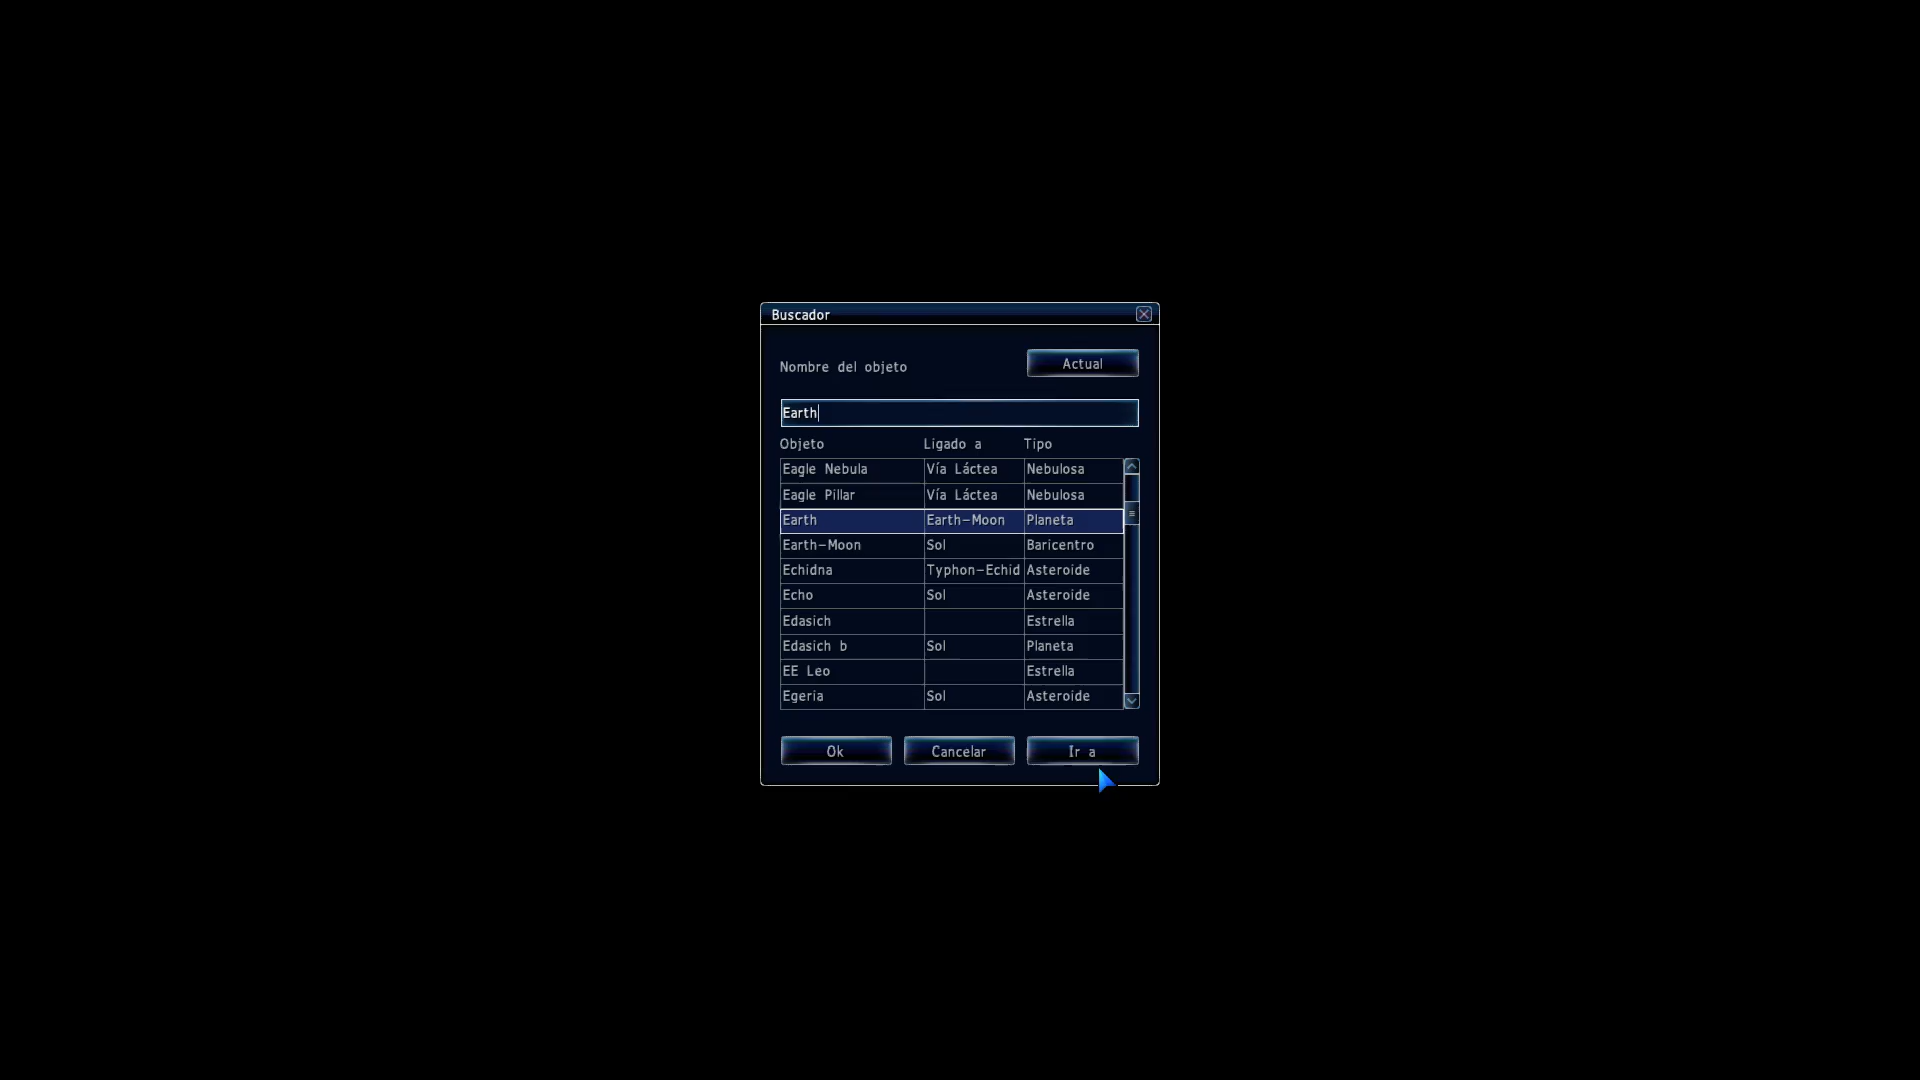 Buscador
Nombre del objeto
Actual
Earth
Objeto Ligado a Tipo
Eagle Nebula Vía Láctea Nebulosa
Eagle Pillar Vía Láctea Nebulosa
Earth Earth-Moon Planeta
Earth-Moon Sol Baricentro
Echidna Typhon-Echid Asteroide
Echo Sol Asteroide
Edasich Estrella
Edasich b Sol Planeta
EE Leo Estrella
Egeria Sol Asteroide
Ok Cancelar Ir a